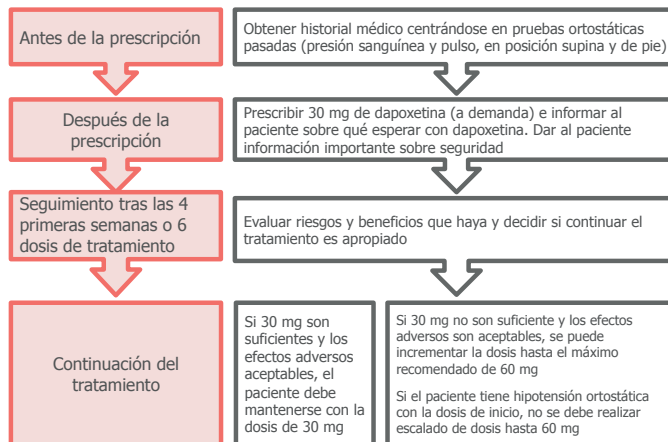 Antes de la prescripción
Obtener historial médico centrándose en pruebas ortostáticas
pasadas (presión sanguínea y pulso, en posición supina y de pie)
Después de la
prescripción
Prescribir 30 mg de dapoxetina (a demanda) e informar al
paciente sobre qué esperar con dapoxetina. Dar al paciente
información importante sobre seguridad
Seguimiento tras las 4
primeras semanas o 6
dosis de tratamiento
Evaluar riesgos y beneficios que haya y decidir si continuar el
tratamiento es apropiado
Continuación del
tratamiento
Si 30 mg son
suficientes y los
efectos adversos
aceptables, el
paciente debe
mantenerse con la
dosis de 30 mg
Si 30 mg no son suficiente y los efectos
adversos son aceptables, se puede
incrementar la dosis hasta el máximo
recomendado de 60 mg
Si el paciente tiene hipotensión ortostática
con la dosis de inicio, no se debe realizar
escalado de dosis hasta 60 mg